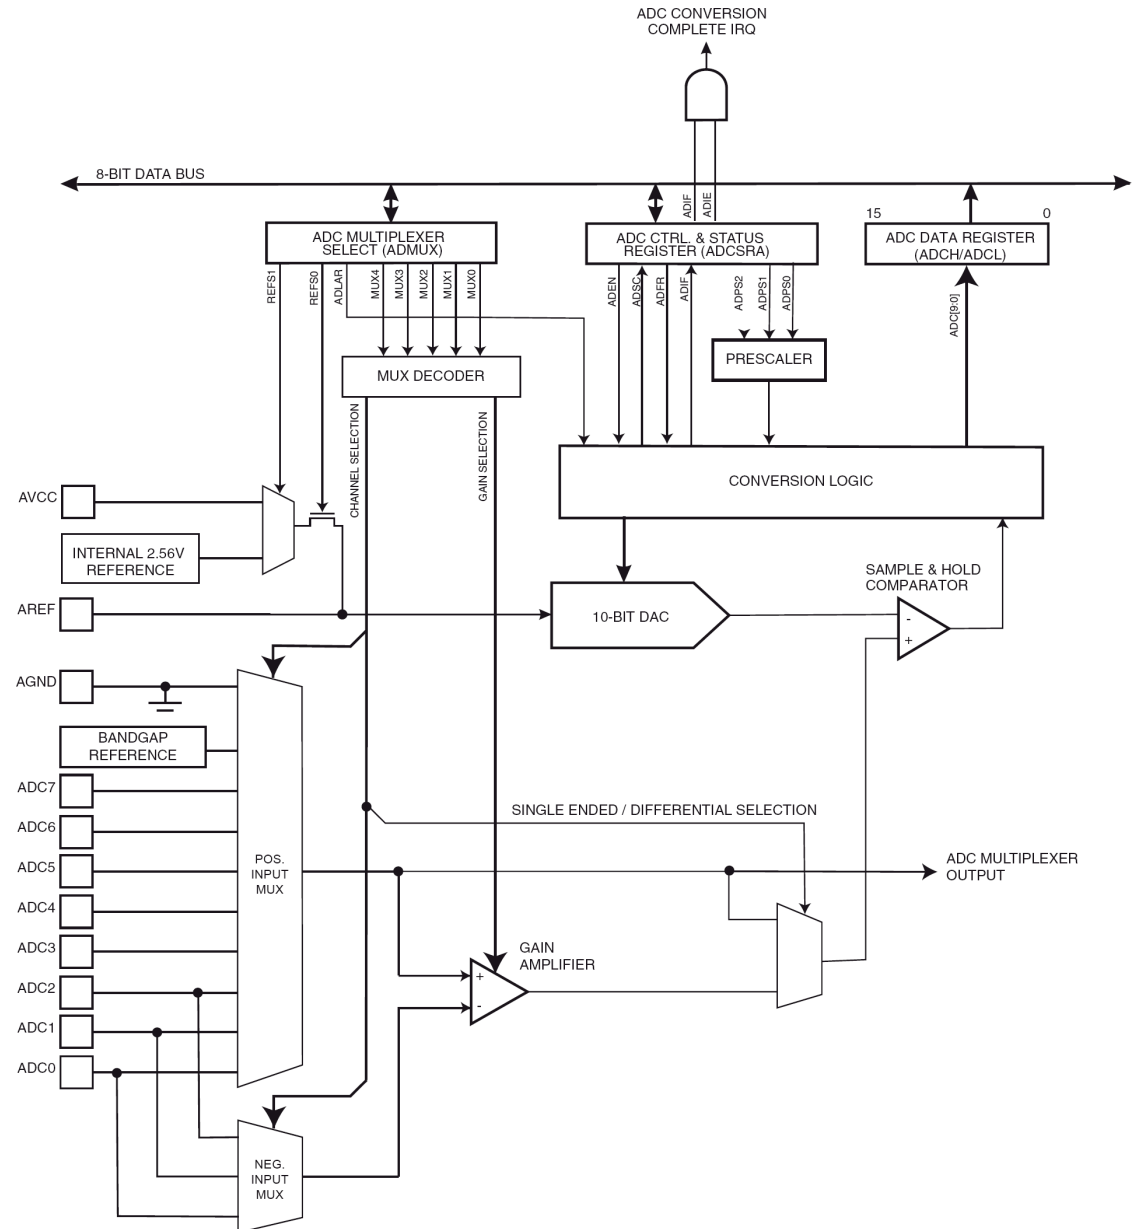 ADC CONVERSION
COMPLETE IRQ
8-BIT DATA BUS
ADIF
ADIE
15
0
ADC MULTIPLEXER
SELECT (ADMUX)
ADC CTRL. & STATUS
REGISTER (ADCSRA)
ADC DATA REGISTER
(ADCH/ADCL)
REFS1
REFS0
ADLAR
MUX4
MUX3
MUX2
MUX1
MUX0
ADEN
ADSC
ADFR
ADIF
ADPS2
ADPS1
ADPS0
ADC[9:0]
PRESCALER
MUX DECODER
CHANNEL SELECTION
GAIN SELECTION
CONVERSION LOGIC
AVCC
INTERNAL 2.56V
REFERENCE
SAMPLE & HOLD
COMPARATOR
AREF
10-BIT DAC
-
+
AGND
BANDGAP
REFERENCE
ADC7
SINGLE ENDED / DIFFERENTIAL SELECTION
ADC6
ADC5
POS.
INPUT
MUX
ADC MULTIPLEXER
OUTPUT
ADC4
ADC3
GAIN
AMPLIFIER
+
-
ADC2
ADC1
ADC0
NEG.
INPUT
MUX